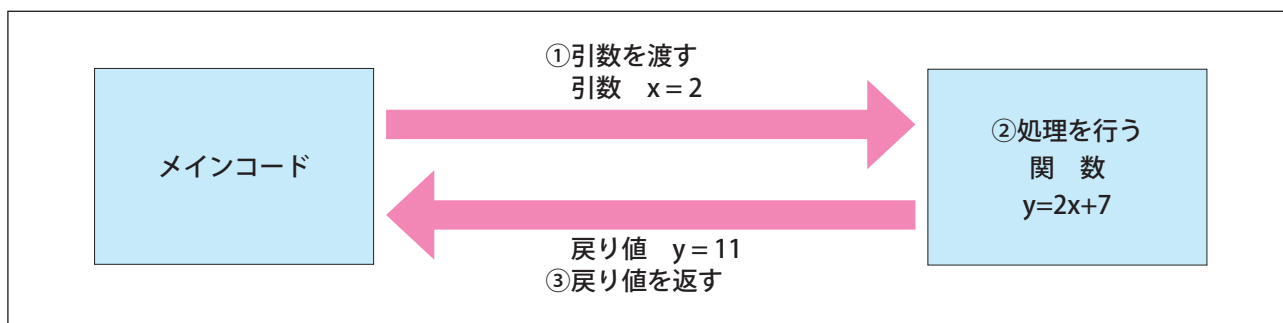 ①引数を渡す
引数　x = 2
メインコード
②処理を行う
関　数
y=2x+7
戻り値　y = 11
③戻り値を返す